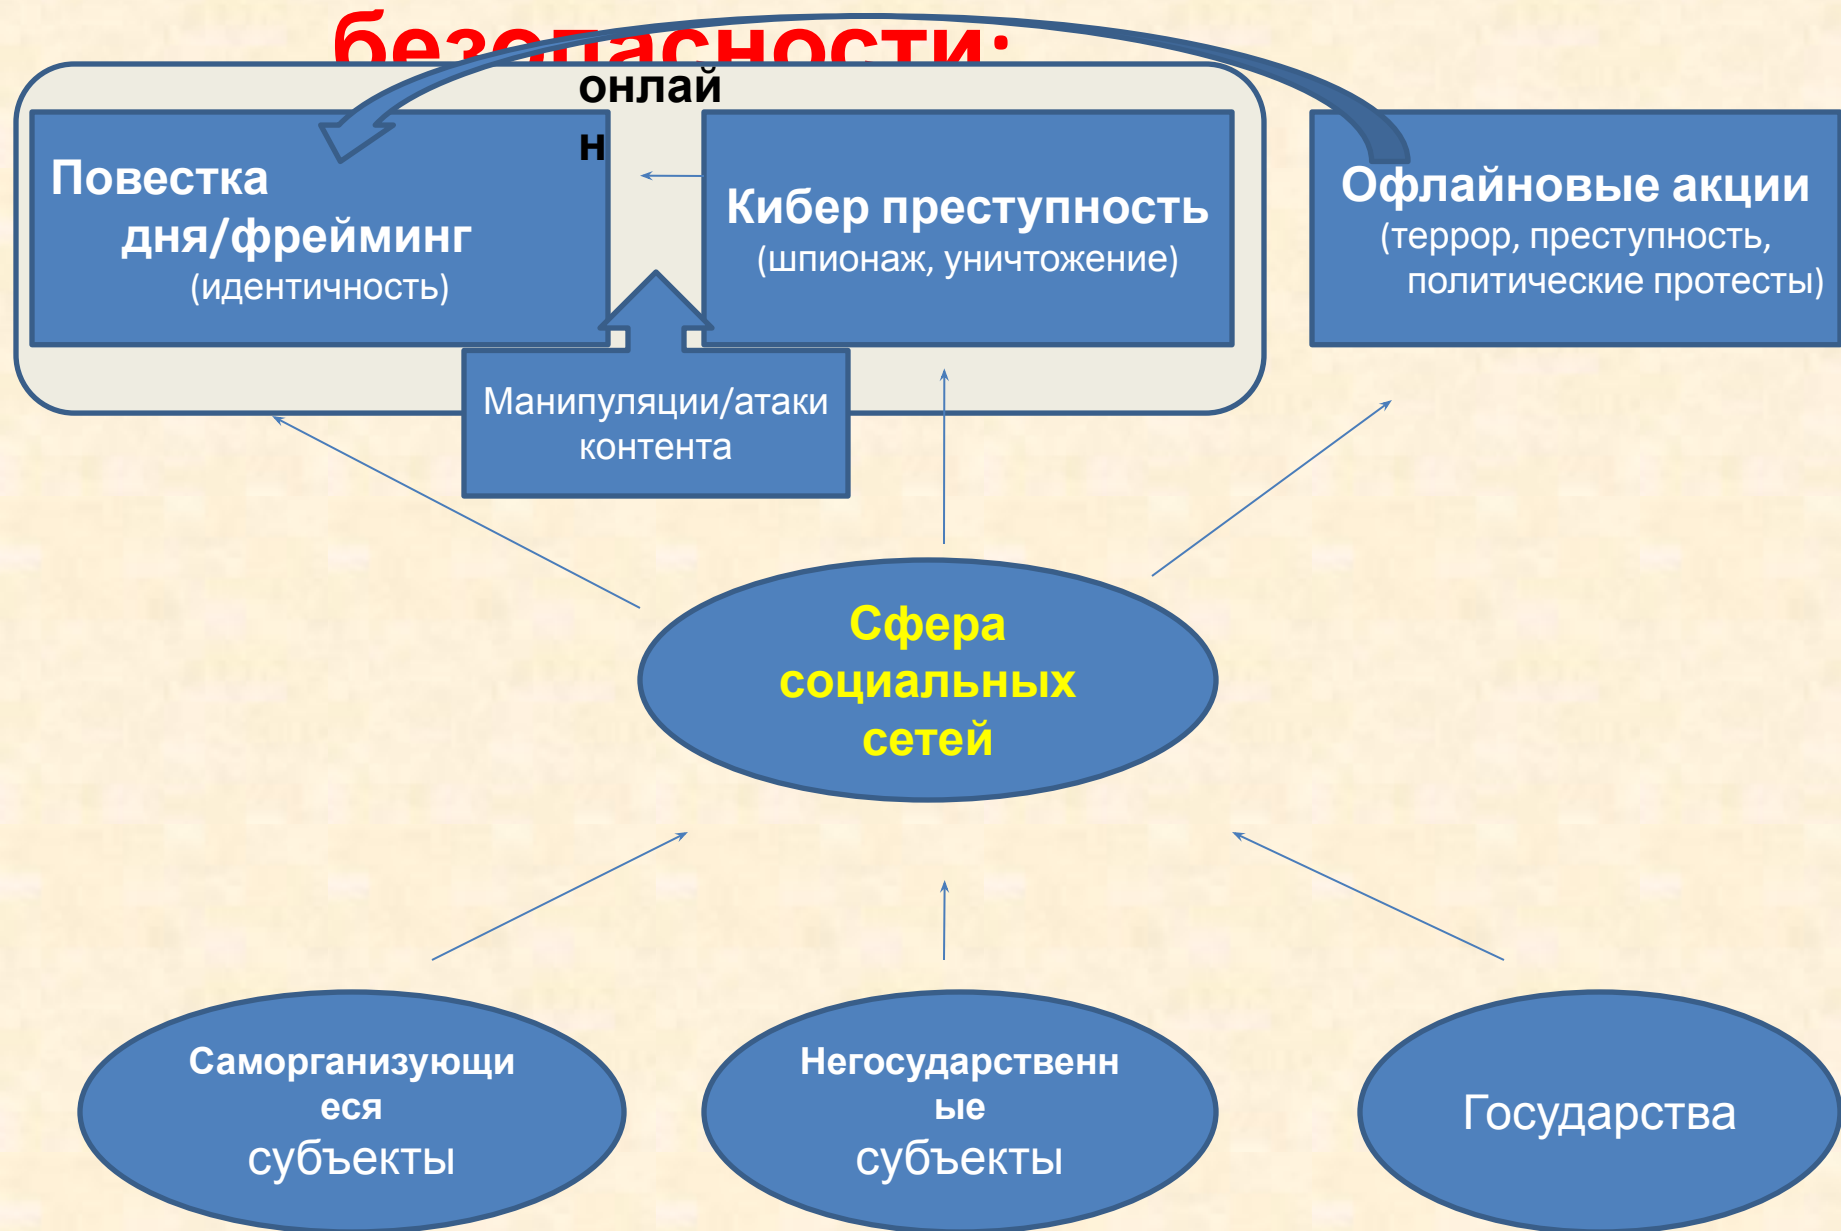 безопасности:
онлай
н
Повестка
дня/фрейминг
(идентичность)
Кибер преступность
(шпионаж, уничтожение)
Офлайновые акции
(террор, преступность,
политические протесты)
Манипуляции/атаки
контента
Сфера
социальных
сетей
Саморганизующи
еся
субъекты
Негосударственн
ые
субъекты
Государства